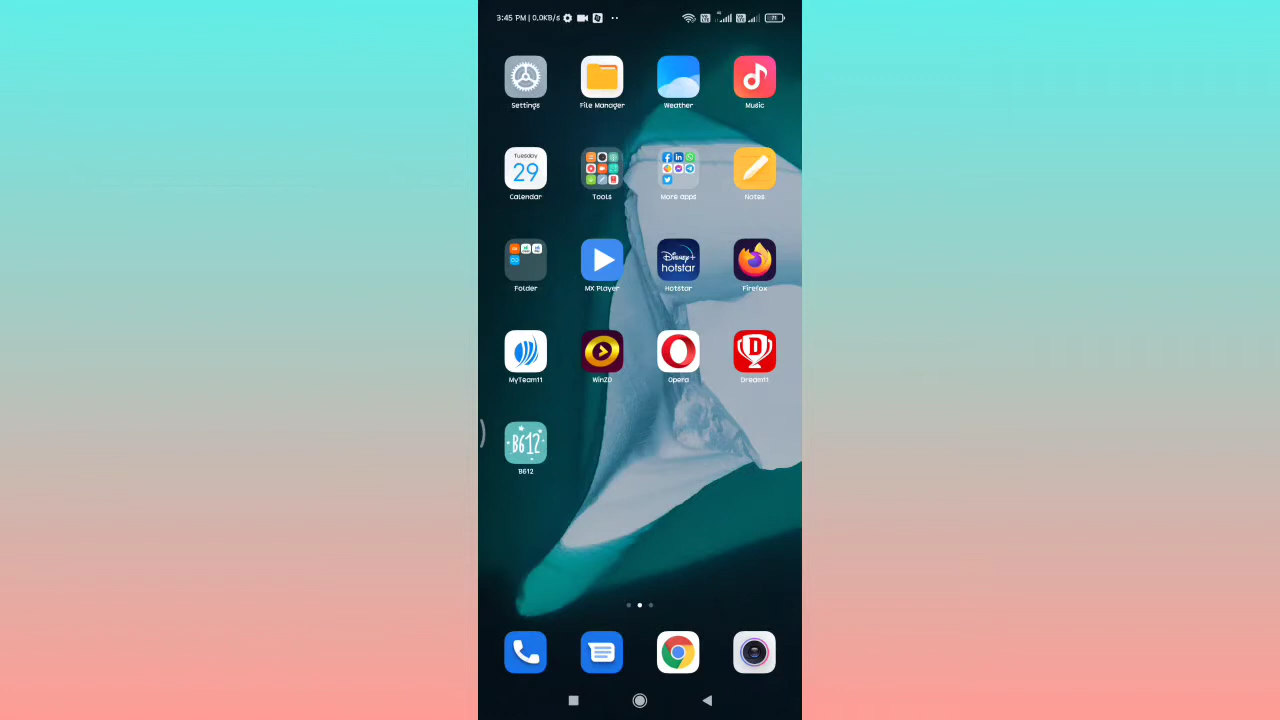 3:45 PM | 0.0KB/s
Settings
File Manager
Weather
Music
Tuesday
29
Calendar
Tools
More apps
Notes
Folder
MX Player
Disney+
hotstar
Hotstar
Firefox
MyTeam11
WinZO
Opera
D
Dream11
B612
B612